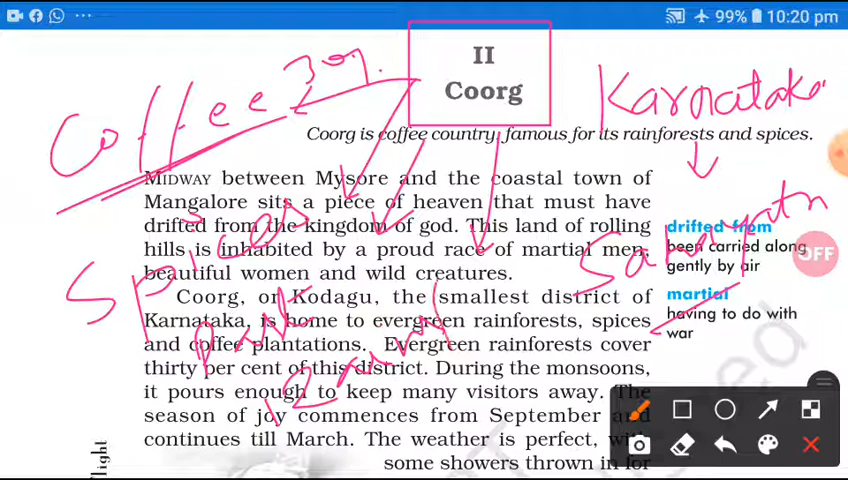 99% 10:20 pm
II
Coorg
Coffee 30%.
Karnataka
Coorg is coffee country, famous for its rainforests and spices.
MIDWAY between Mysore and the coastal town of
Mangalore sits a piece of heaven that must have
drifted from the kingdom of god. This land of rolling
hills is inhabited by a proud race of martial men,
beautiful women and wild creatures.
Coorg, or Kodagu, the smallest district of
Karnataka, is home to evergreen rainforests, spices
and coffee plantations. Evergreen rainforests cover
thirty per cent of this district. During the monsoons,
it pours enough to keep many visitors away. The
season of joy commences from September and
continues till March. The weather is perfect, with
some showers thrown in for
drifted from
been carried along
gently by air
martial
having to do with
war
Spices
OFF
Flight